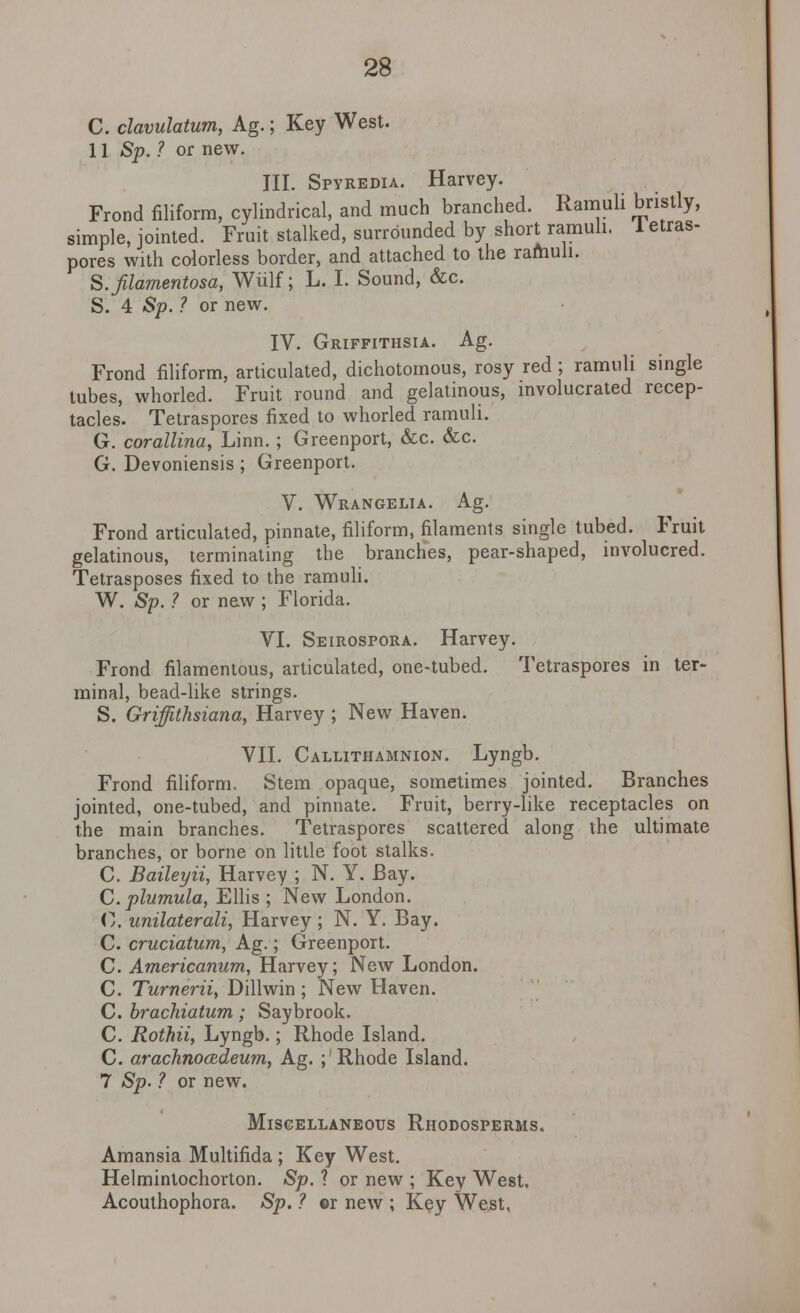 28
C. clavulatum, Ag.; Key West.
11 Sp. ? or new.
III. Spyredia. Harvey.
Frond filiform, cylindrical, and much branched. Ramuli bristly,
simple, jointed. Fruit stalked, surrounded by short ramuli. Tetras-
pores with colorless border, and attached to the ramuli.
S. filamentosa, Wülf; L. I. Sound, &c.
S. 4 Sp. ? or new.
IV. Griffithsia. Ag.
Frond filiform, articulated, dichotomous, rosy red; ramuli single
tubes, whorled. Fruit round and gelatinous, involucrated recep-
tacles. Tetraspores fixed to whorled ramuli.
G. corallina, Linn.; Greenport, &c. &c.
G. Devoniensis; Greenport.
V. Wrangelia. Ag.
Frond articulated, pinnate, filiform, filaments single tubed. Fruit
gelatinous, terminating the branches, pear-shaped, involucred.
Tetrasposes fixed to the ramuli.
W. Sp. ? or new; Florida.
VI. Seirospora. Harvey.
Frond filamentous, articulated, one-tubed. Tetraspores in ter-
minal, bead-like strings.
S. Griffithsiana, Harvey; New Haven.
VII. Callithamnion. Lyngb.
Frond filiform. Stem opaque, sometimes jointed. Branches
jointed, one-tubed, and pinnate. Fruit, berry-like receptacles on
the main branches. Tetraspores scattered along the ultimate
branches, or borne on little foot stalks.
C. Baileyii, Harvey; N. Y. Bay.
C. plumula, Ellis; New London.
C. unilaterali, Harvey; N. Y. Bay.
C. cruciatum, Ag.; Greenport.
C. Americanum, Harvey; New London.
C. Turnerii, Dillwin; New Haven.
C. brachiatum; Saybrook.
C. Rothii, Lyngb.; Rhode Island.
C. arachnoœdeum, Ag.; Rhode Island.
7 Sp. ? or new.
Miscellaneous Rhodosperms.
Amansia Multifida; Key West.
Helmintochorton. Sp. ? or new; Key West.
Acouthophora. Sp. ? or new; Key West.